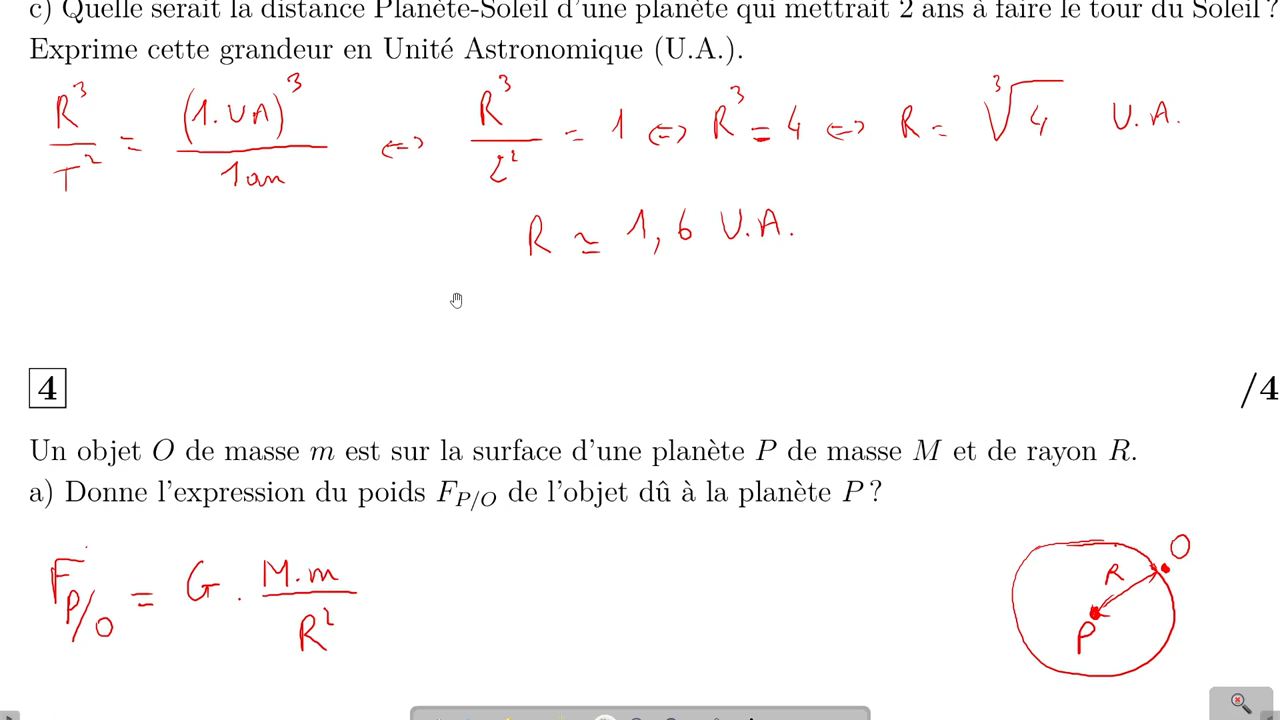 c) Quelle serait la distance Planète-Soleil d'une planète qui mettrait 2 ans à faire le tour du Soleil ?
Exprime cette grandeur en Unité Astronomique (U.A.).
R³/T² = (1.UA)³/1an ⇔ R³/2² = 1 ⇔ R³ = 4 ⇔ R = ³√4 U.A.
R ≃ 1,6 U.A.
4 /4
Un objet O de masse m est sur la surface d'une planète P de masse M et de rayon R.
a) Donne l'expression du poids F_{P/O} de l'objet dû à la planète P ?
F_{P/O} = G . M.m/R²
O
R
P